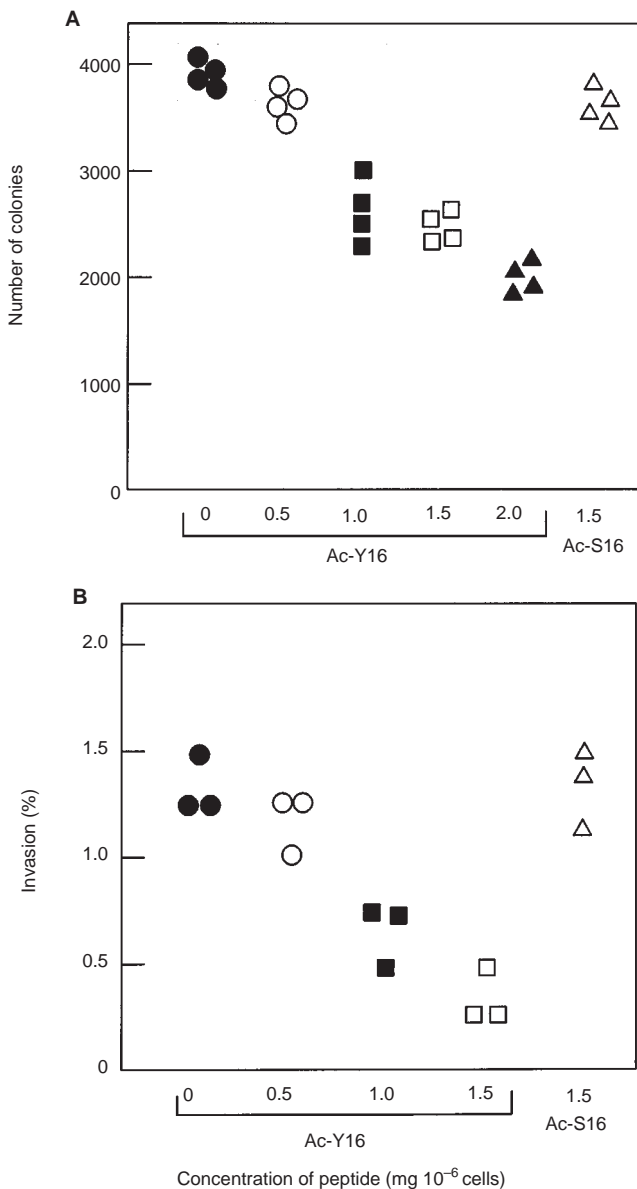 A
Number of colonies
4000
3000
2000
1000
0
0 0.5 1.0 1.5 2.0 1.5
Ac-Y16 Ac-S16
B
Invasion (%)
2.0
1.5
1.0
0.5
0
0 0.5 1.0 1.5 1.5
Ac-Y16 Ac-S16
Concentration of peptide (mg 10⁻⁶ cells)